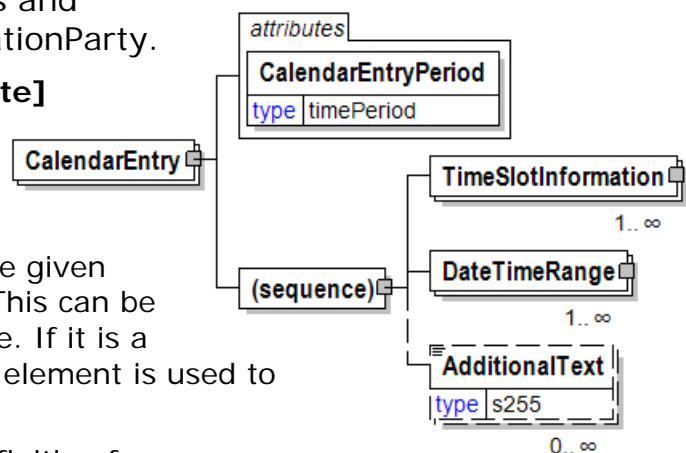 s and
ationParty.
te]
attributes
CalendarEntryPeriod
type timePeriod
CalendarEntry
TimeSlotInformation
1.. ∞
e given
This can be
e. If it is a
element is used to
(sequence)
DateTimeRange
1.. ∞
AdditionalText
type s255
0.. ∞